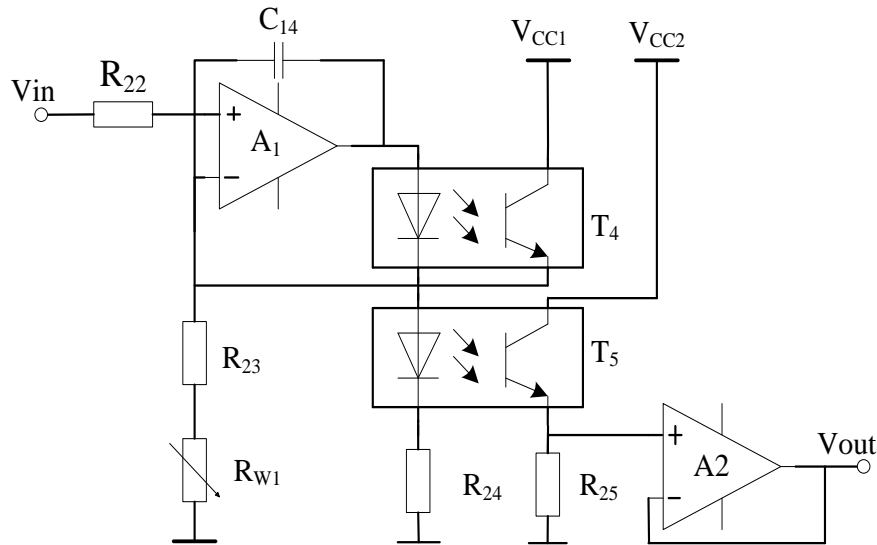 C14
VCC1
VCC2
R22
Vin
+
A1
−
T4
T5
R23
RW1
R24
R25
+
A2
−
Vout